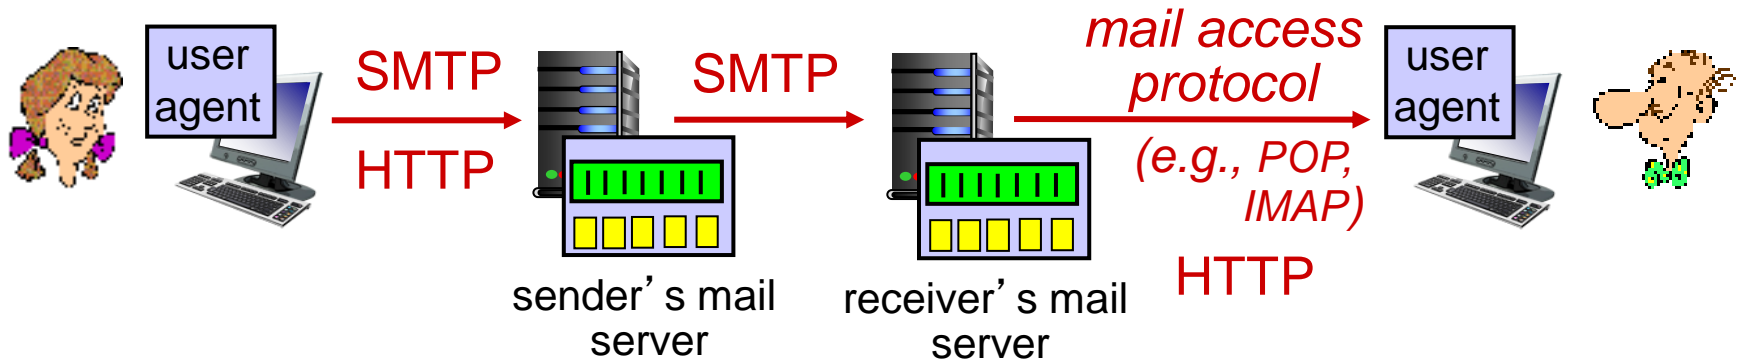 user
agent
SMTP
HTTP
sender’s mail
server
SMTP
receiver’s mail
server
mail access
protocol
(e.g., POP,
IMAP)
HTTP
user
agent